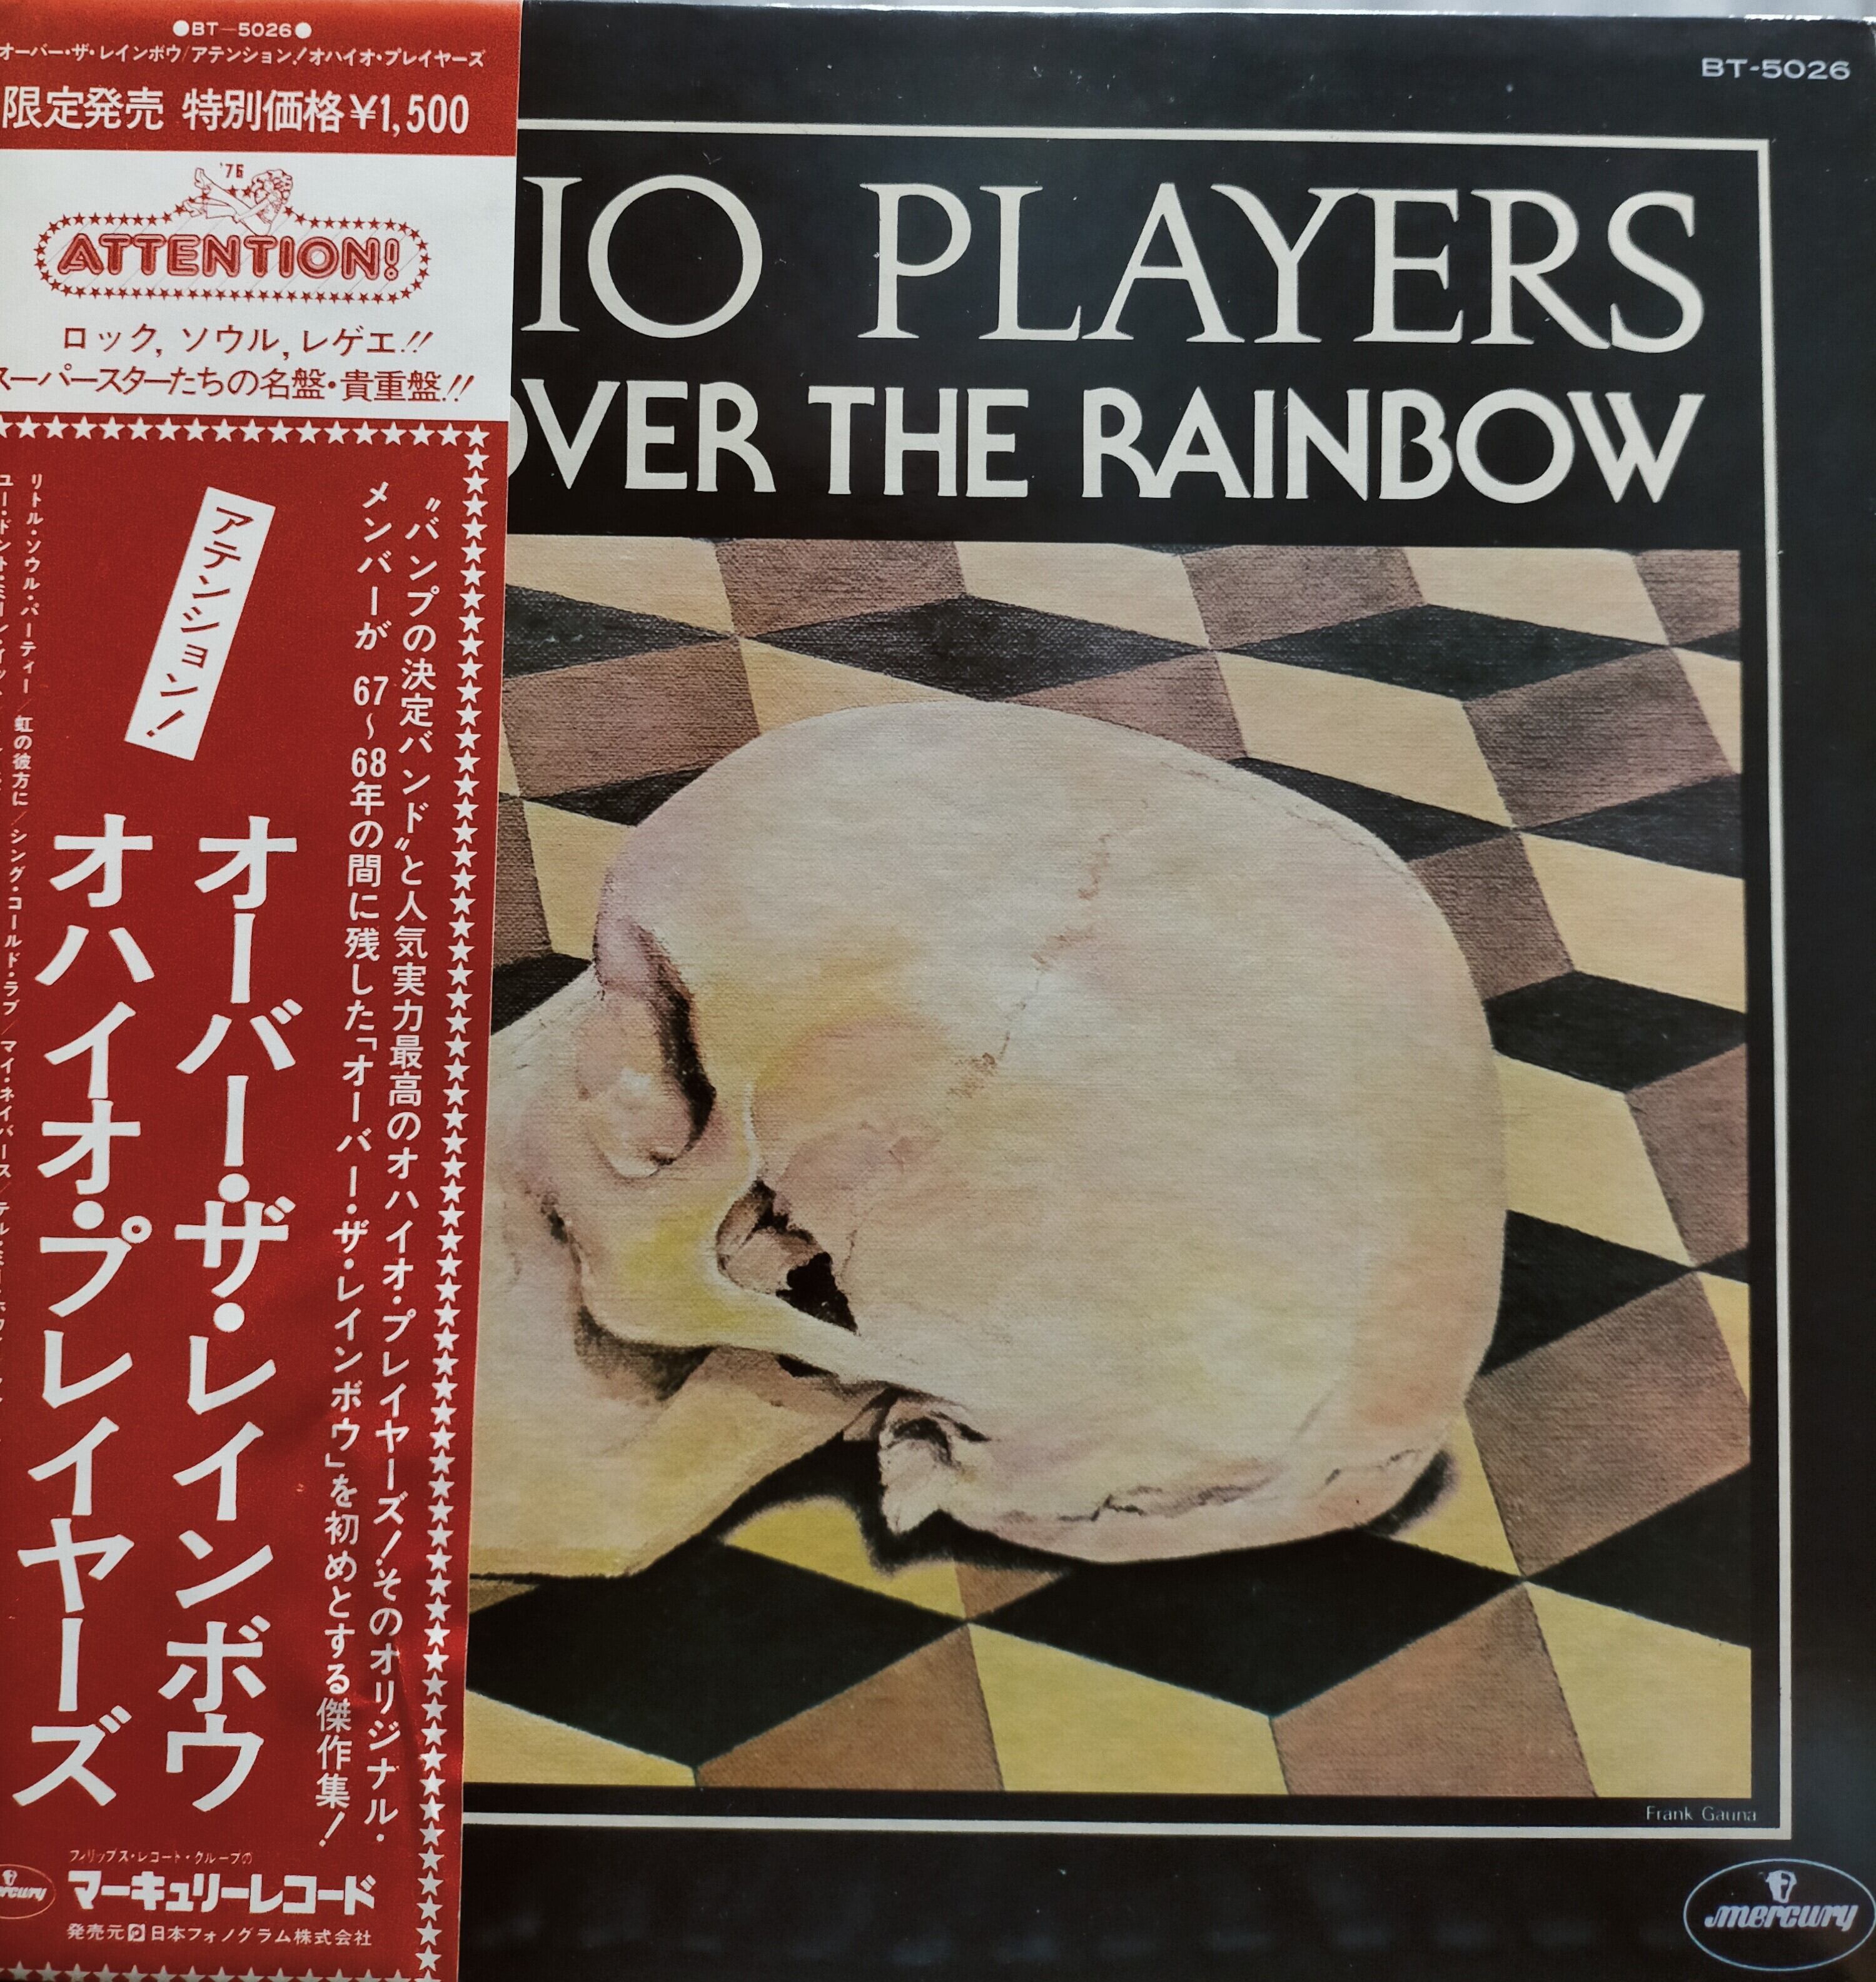 ●BT－5026●
オーバー・ザ・レインボウ/アテンション!オハイオ・プレイヤーズ
限定発売 特別価格¥1,500
'76
ATTENTION!
ロック, ソウル, レゲエ!!
スーパースターたちの名盤・貴重盤!!
〝バンプの決定バンド〟と人気実力最高のオハイオ・プレイヤーズ!そのオリジナル・
メンバーが 67～68年の間に残した「オーバー・ザ・レインボウ」を初めとする傑作集!
アテンション!
オーバー・ザ・レインボウ
オハイオ・プレイヤーズ
リトル・ソウル・パーティー/虹の彼方に/シング・コールド・ラブ/マイ・ネイバーズ/
フィリップス・レコード・グループの
マーキュリーレコード
発売元 日本フォノグラム株式会社
BT-5026
IO PLAYERS
OVER THE RAINBOW
Frank Gauna
mercury